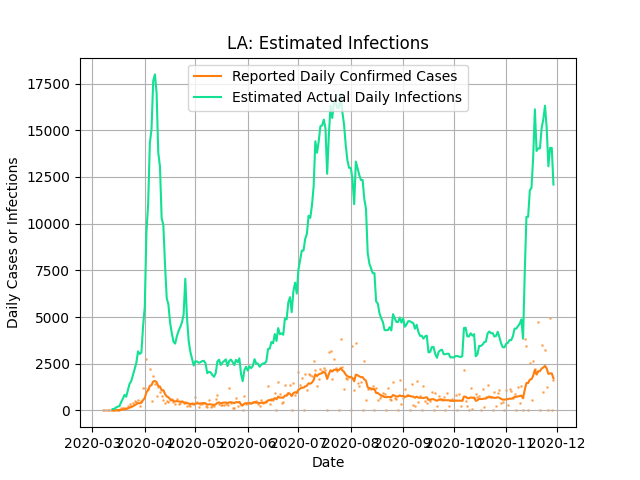 LA: Estimated Infections
Reported Daily Confirmed Cases
Estimated Actual Daily Infections
Daily Cases or Infections
17500
15000
12500
10000
7500
5000
2500
0
2020-03 2020-04 2020-05 2020-06 2020-07 2020-08 2020-09 2020-10 2020-11 2020-12
Date